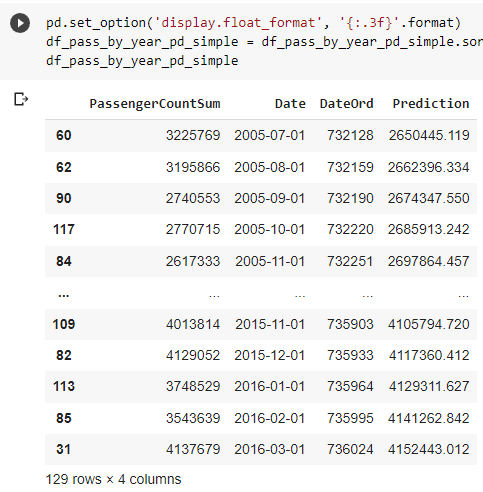 pd.set_option('display.float_format', '{:.3f}'.format)
df_pass_by_year_pd_simple = df_pass_by_year_pd_simple.sor
df_pass_by_year_pd_simple
PassengerCountSum Date DateOrd Prediction
60 3225769 2005-07-01 732128 2650445.119
62 3195866 2005-08-01 732159 2662396.334
90 2740553 2005-09-01 732190 2674347.550
117 2770715 2005-10-01 732220 2685913.242
84 2617333 2005-11-01 732251 2697864.457
... ... ... ... ...
109 4013814 2015-11-01 735903 4105794.720
82 4129052 2015-12-01 735933 4117360.412
113 3748529 2016-01-01 735964 4129311.627
85 3543639 2016-02-01 735995 4141262.842
31 4137679 2016-03-01 736024 4152443.012
129 rows × 4 columns